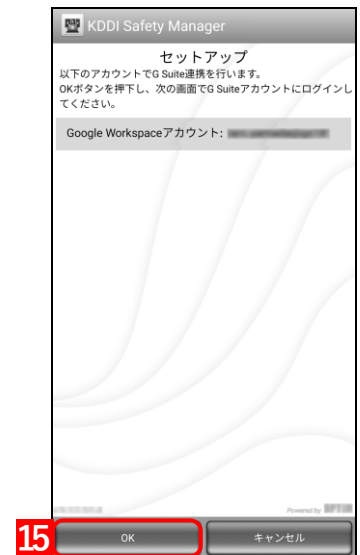 KDDI Safety Manager
セットアップ
以下のアカウントでG Suite連携を行います。
OKボタンを押下し、次の画面でG Suiteアカウントにログインし
てください。
Google Workspaceアカウント:
Powered by OPTiM
15
OK
キャンセル